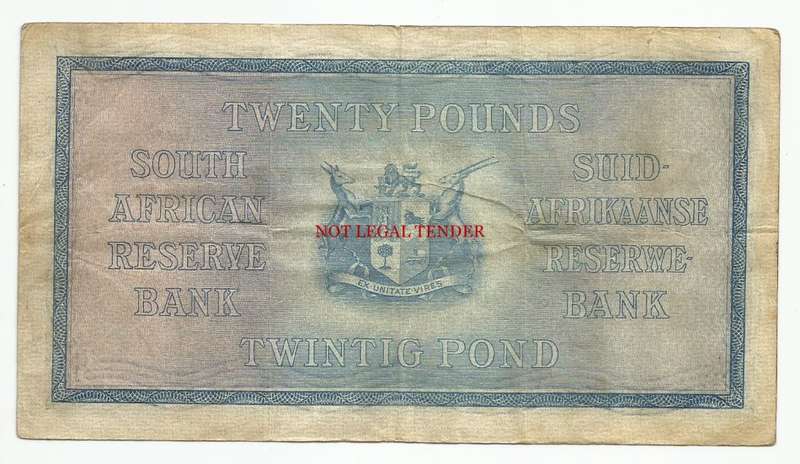 TWENTY POUNDS
SOUTH
AFRICAN
RESERVE
BANK
SUID-
AFRIKAANSE
RESERWE-
BANK
NOT LEGAL TENDER
EX UNITATE VIRES
TWINTIG POND